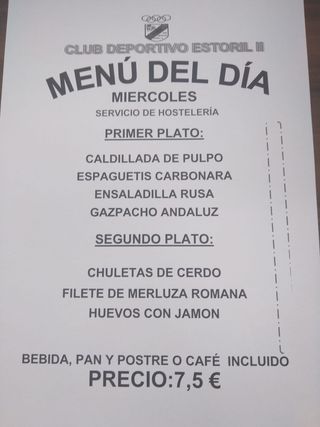 CLUB DEPORTIVO ESTORIL II
MENÚ DEL DÍA
MIERCOLES
SERVICIO DE HOSTELERÍA
PRIMER PLATO:
CALDILLADA DE PULPO
ESPAGUETIS CARBONARA
ENSALADILLA RUSA
GAZPACHO ANDALUZ
SEGUNDO PLATO:
CHULETAS DE CERDO
FILETE DE MERLUZA ROMANA
HUEVOS CON JAMON
BEBIDA, PAN Y POSTRE O CAFÉ INCLUIDO
PRECIO:7,5 €